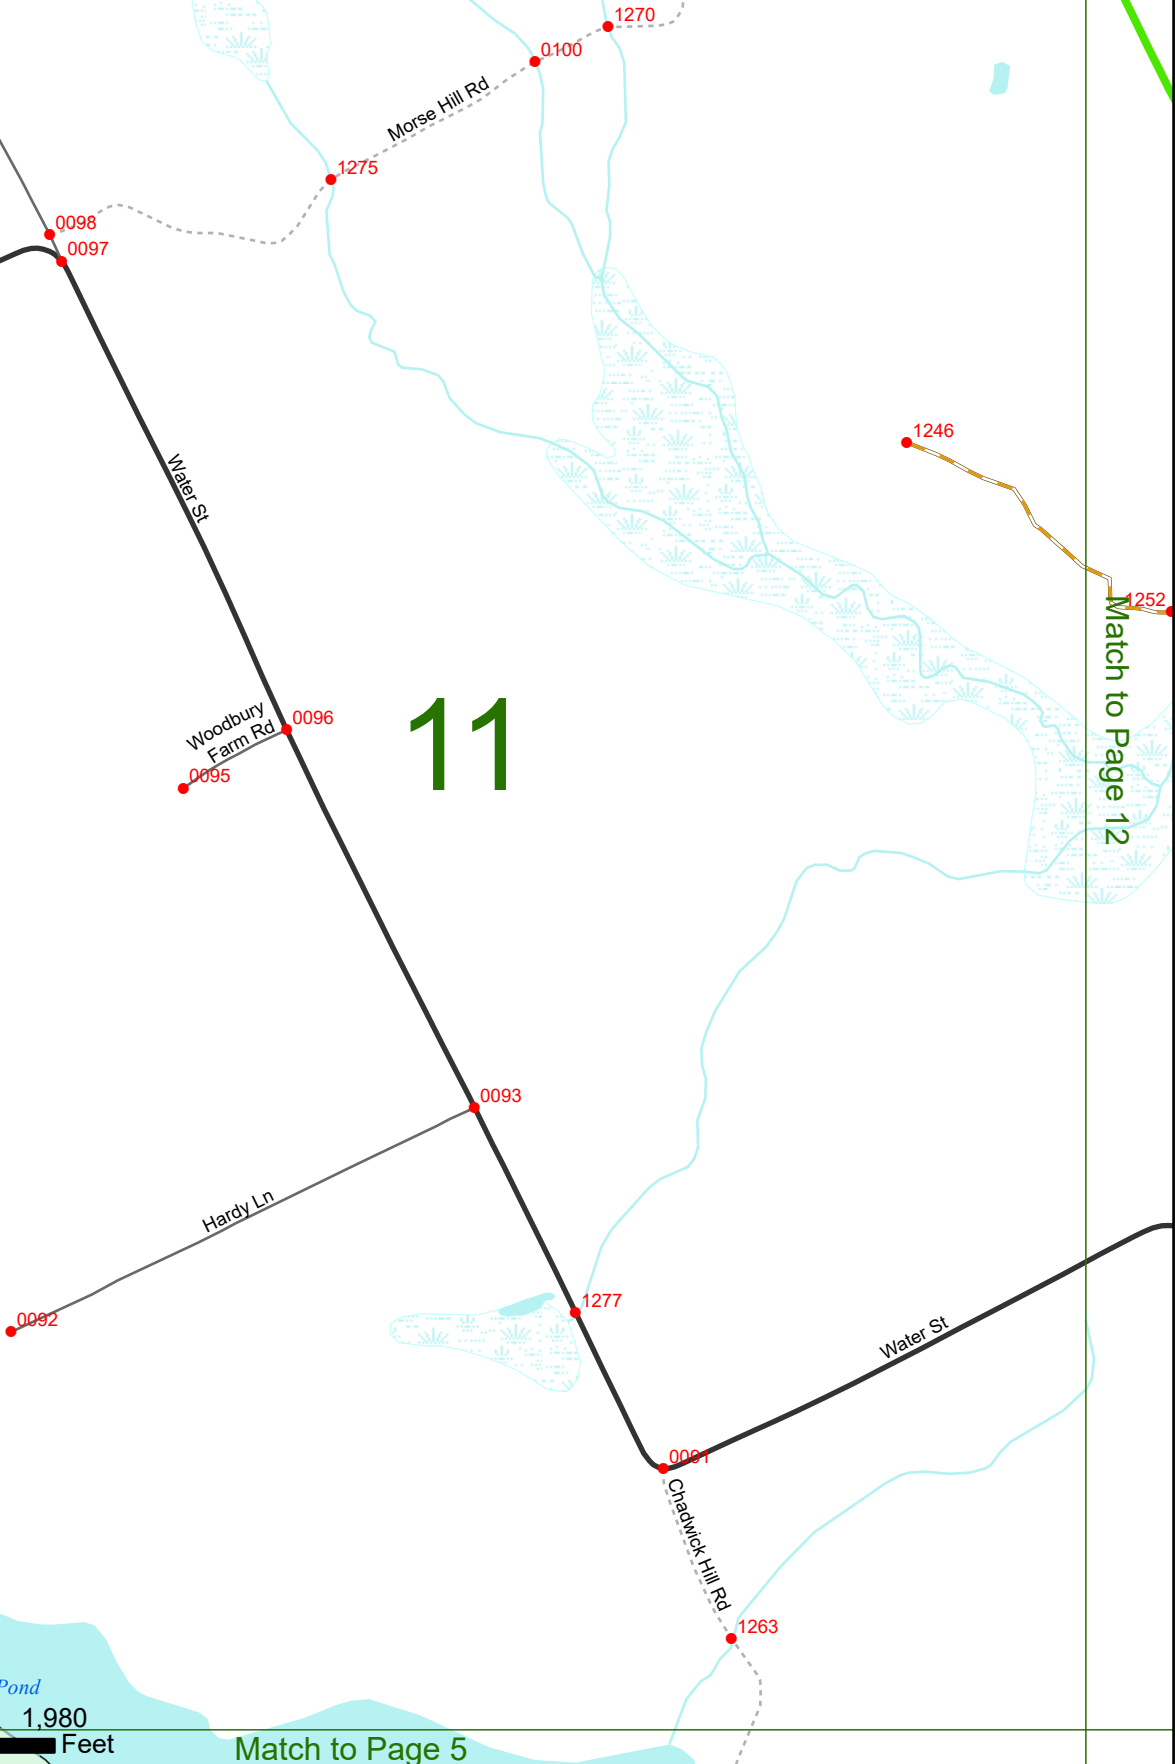 1270
0100
Morse Hill Rd
1275
0098
0097
1246
Water St
1252
Match to Page 12
11
0096
Woodbury
Farm Rd
0095
0093
Hardy Ln
1277
0092
Water St
0091
Chadwick Hill Rd
1263
Pond
1,980
Feet
Match to Page 5